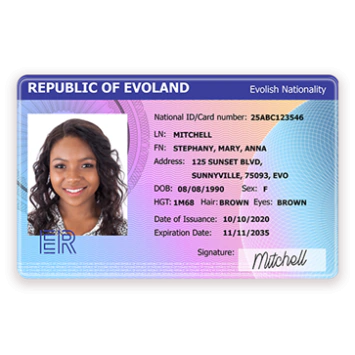 REPUBLIC OF EVOLAND
Evolish Nationality
National ID/Card number: 25ABC123546
LN: MITCHELL
FN: STEPHANY, MARY, ANNA
Address: 125 SUNSET BLVD,
SUNNYVILLE, 75093, EVO
DOB: 08/08/1990 Sex: F
HGT: 1M68 Hair: BROWN Eyes: BROWN
Date of Issuance: 10/10/2020
Expiration Date: 11/11/2035
Signature: Mitchell
ER